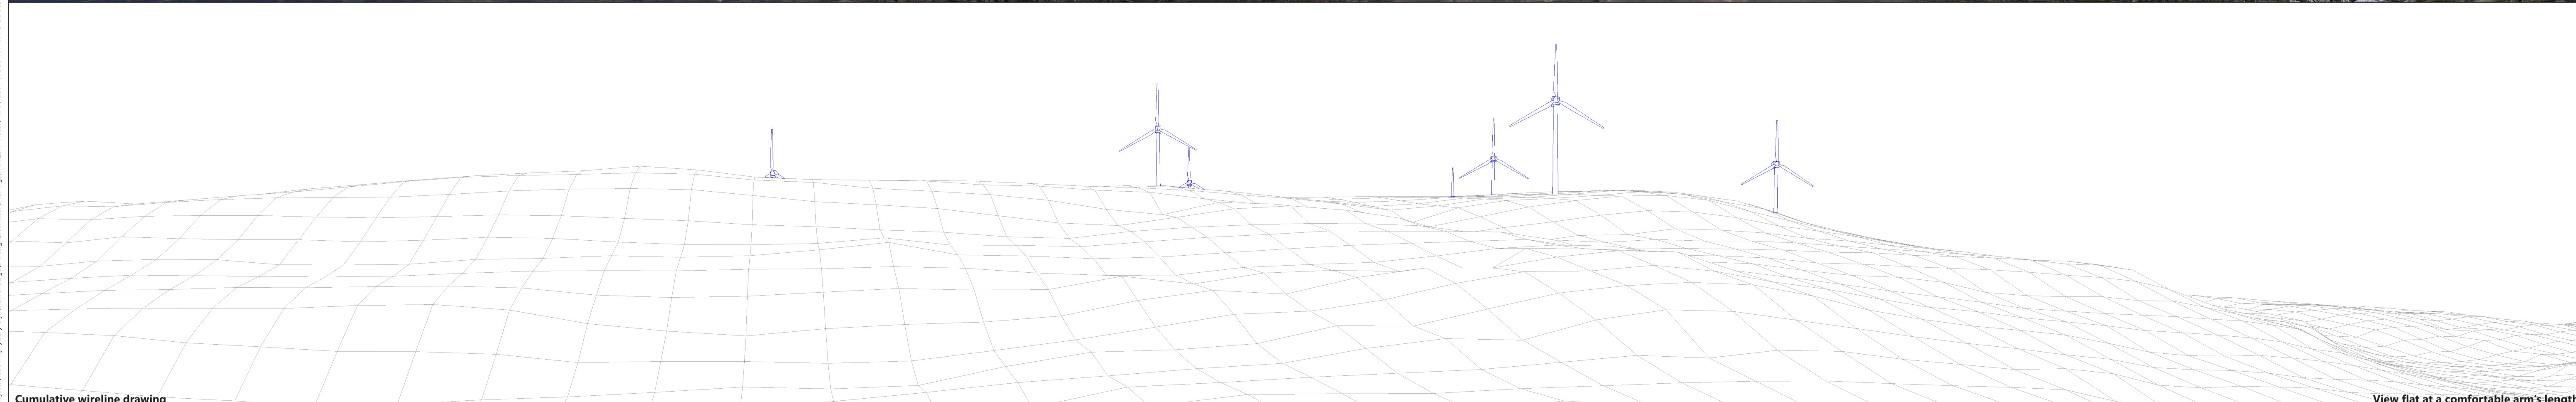 Cumulative wireline drawing
View flat at a comfortable arm's length